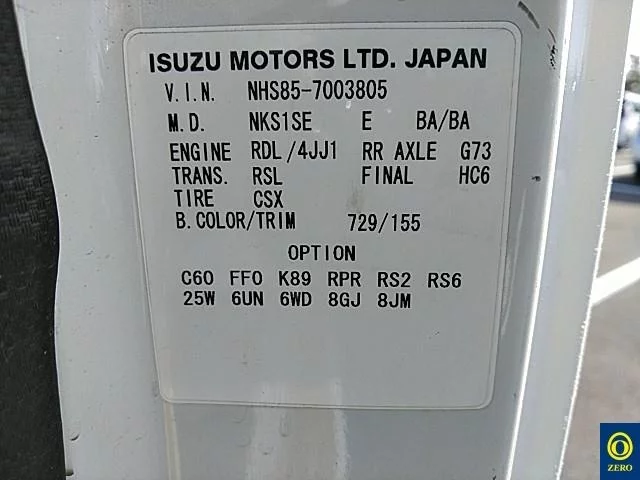 ISUZU MOTORS LTD. JAPAN
V.I.N. NHS85-7003805
M.D. NKS1SE E BA/BA
ENGINE RDL/4JJ1 RR AXLE G73
TRANS. RSL FINAL HC6
TIRE CSX
B.COLOR/TRIM 729/155
OPTION
C60 FF0 K89 RPR RS2 RS6
25W 6UN 6WD 8GJ 8JM
ZERO